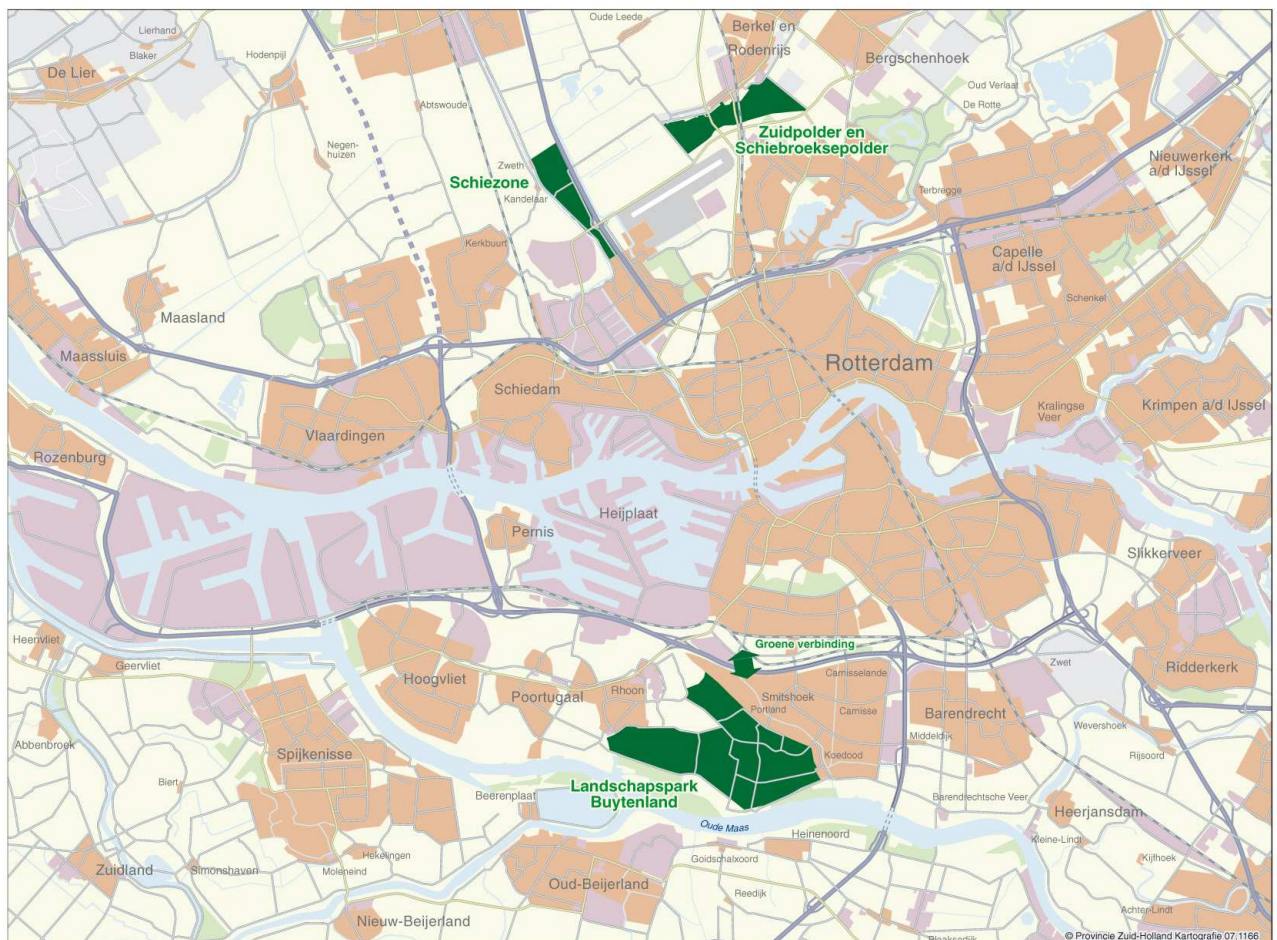 Oude Leede
Berkel en
Rodenrijs
Lierhand
Blaker
Hodenpijl
Bergschenhoek
De Lier
Oud Verlaat
Abtswoude
De Rotte
Zuidpolder en
Schiebroeksepolder
Negen-
huizen
Zweth
Nieuwerkerk
a/d IJssel
Schiezone
Kandelaar
Terbregge
Kerkbuurt
Capelle
a/d IJssel
Schenkel
Maasland
Maassluis
Rotterdam
Schiedam
Kralingse
Veer
Krimpen a/d IJssel
Vlaardingen
Rozenburg
Heijplaat
Pernis
Slikkerveer
Heenvliet
Groene verbinding
Geervliet
Zwet
Ridderkerk
Hoogvliet
Carnisselande
Poortugaal
Rhoon
Smitshoek
Portland
Carnisse
Barendrecht
Wevershoek
Abbenbroek
Middeldijk
Spijkenisse
Koedood
Rijsoord
Biert
Landschapspark
Buytenland
Beerenplaat
Barendrechtsche Veer
Heerjansdam
Oude Maas
Heinenoord
Kleine-Lindt
Hekelingen
Goidschalxoord
Kijfhoek
Zuidland
Simonshaven
Moleneind
Oud-Beijerland
Reedijk
Nieuw-Beijerland
Achter-Lindt
Blaaksedijk
© Provincie Zuid-Holland Kartografie 07.1166